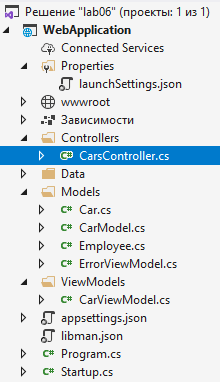 Решение "lab06" (проекты: 1 из 1)
WebApplication
Connected Services
Properties
launchSettings.json
wwwroot
Зависимости
Controllers
CarsController.cs
Data
Models
Car.cs
CarModel.cs
Employee.cs
ErrorViewModel.cs
ViewModels
CarViewModel.cs
appsettings.json
libman.json
Program.cs
Startup.cs